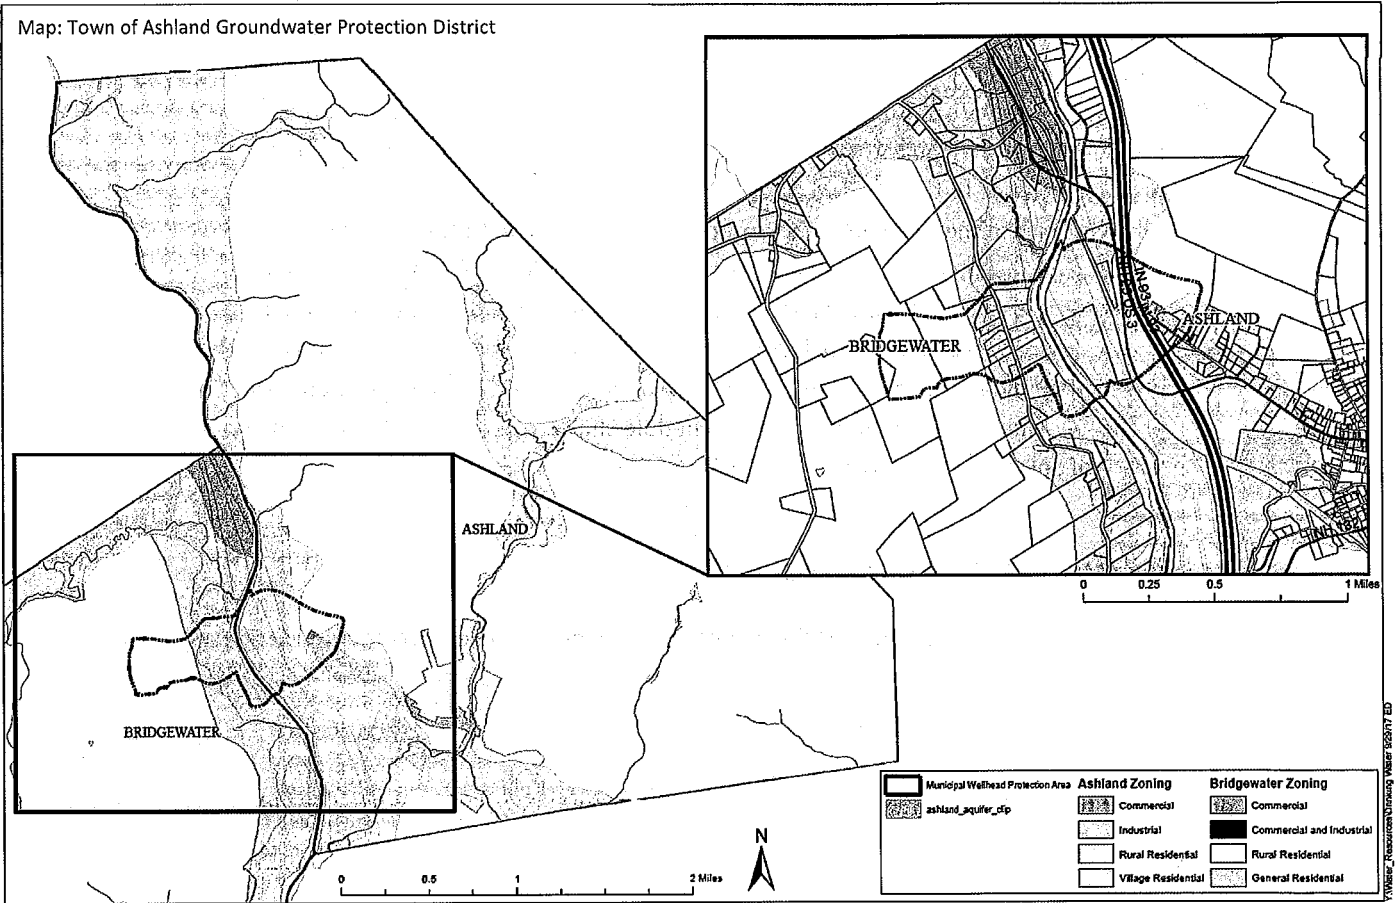 Map: Town of Ashland Groundwater Protection District
BRIDGEWATER
ASHLAND
0 0.25 0.5 1 Miles
ASHLAND
BRIDGEWATER
Municipal Wellhead Protection Area
ashland_aquifer_clip
Ashland Zoning
Commercial
Industrial
Rural Residential
Village Residential
Bridgewater Zoning
Commercial
Commercial and Industrial
Rural Residential
General Residential
N
0 0.5 1 2 Miles